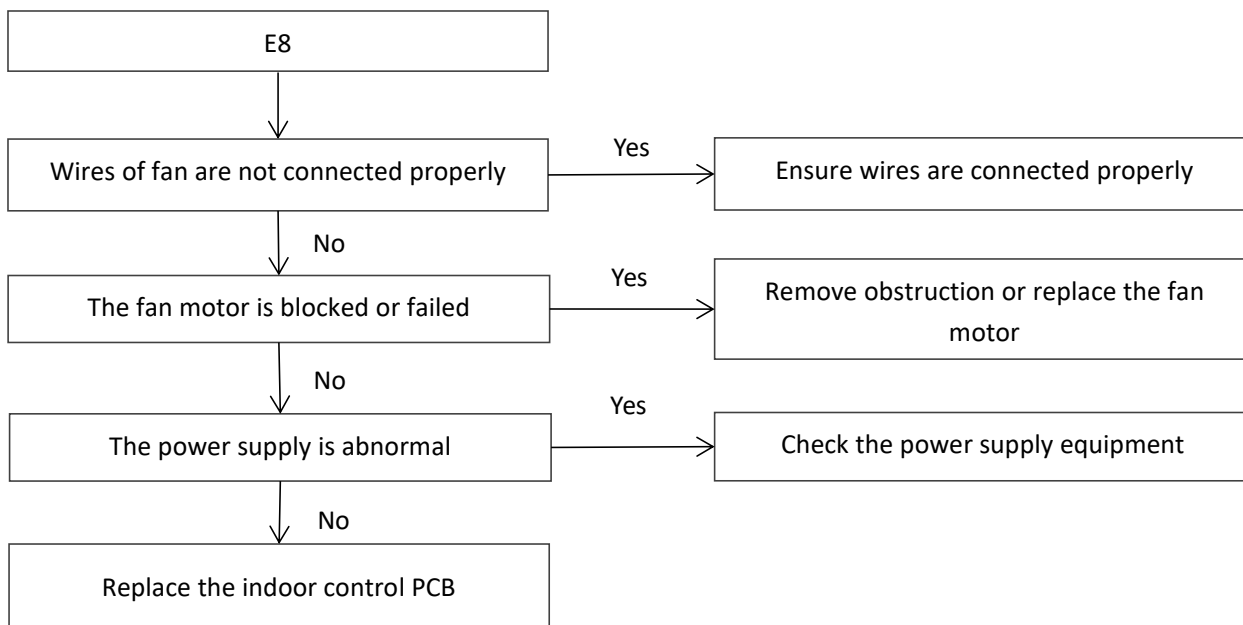 E8
Yes
Wires of fan are not connected properly
Ensure wires are connected properly
No
Yes
The fan motor is blocked or failed
Remove obstruction or replace the fan
motor
No
Yes
The power supply is abnormal
Check the power supply equipment
No
Replace the indoor control PCB